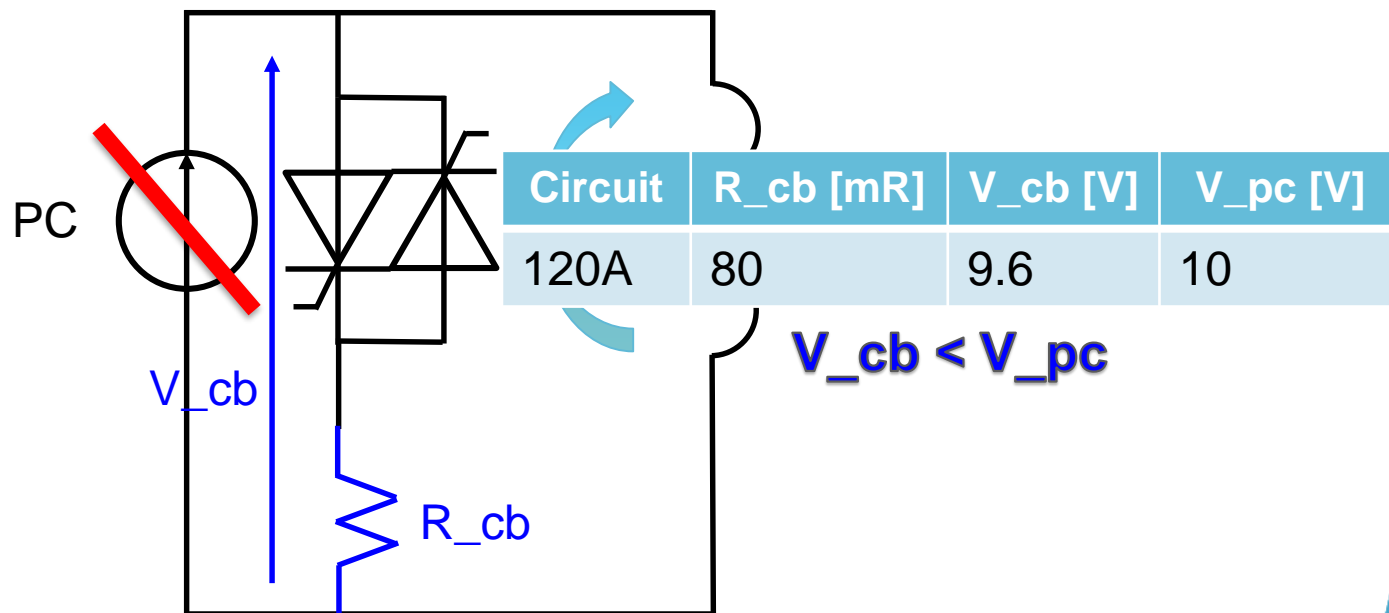 PC
Circuit R_cb [mR] V_cb [V] V_pc [V]
120A 80 9.6 10
V_cb < V_pc
V_cb
R_cb